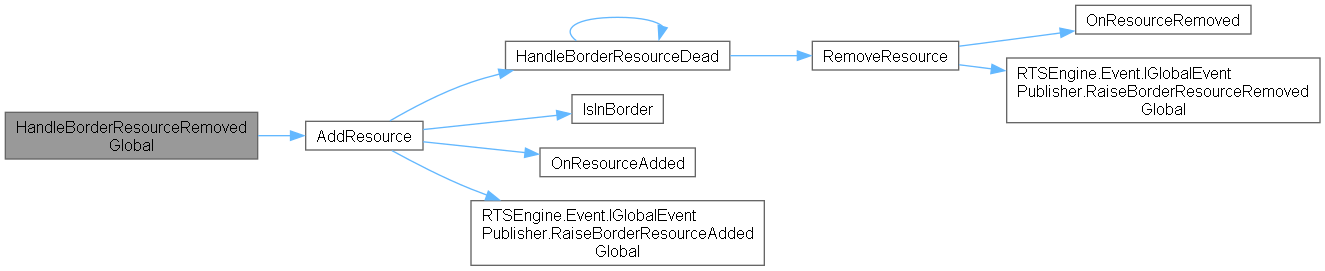 HandleBorderResourceRemoved
Global
AddResource
HandleBorderResourceDead
IsInBorder
OnResourceAdded
RTSEngine.Event.IGlobalEvent
Publisher.RaiseBorderResourceAdded
Global
RemoveResource
OnResourceRemoved
RTSEngine.Event.IGlobalEvent
Publisher.RaiseBorderResourceRemoved
Global